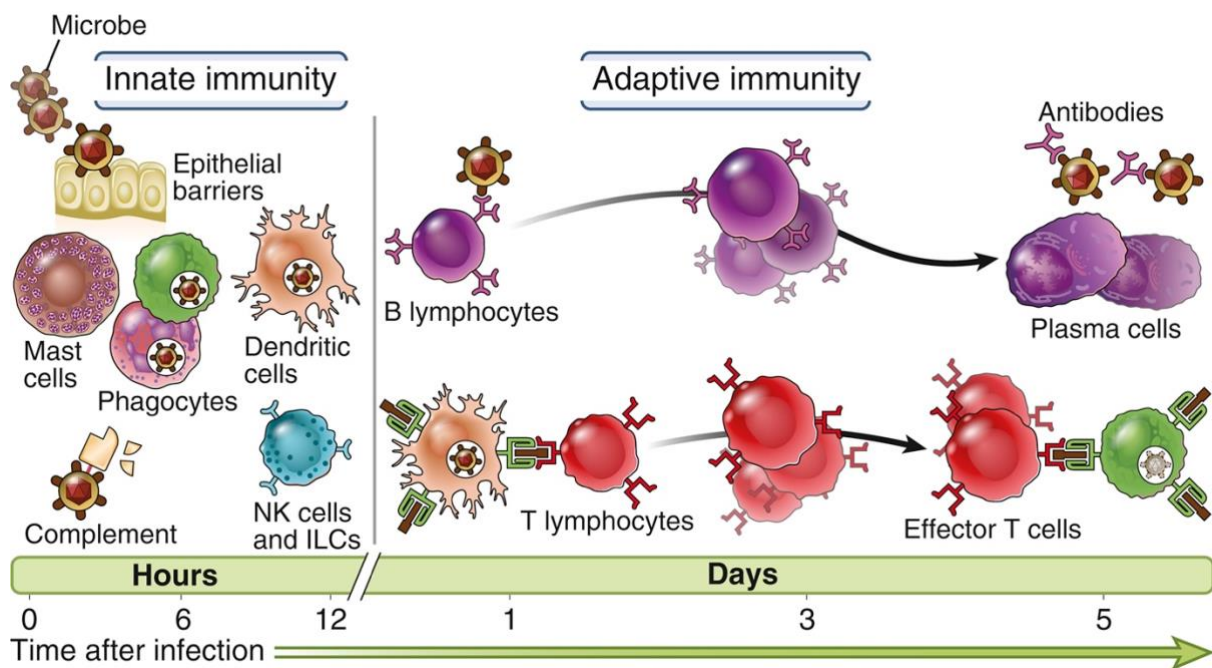 Microbe
Innate immunity
Adaptive immunity
Epithelial
barriers
Antibodies
Mast
cells
Phagocytes
Dendritic
cells
B lymphocytes
Plasma cells
Complement
NK cells
and ILCs
T lymphocytes
Effector T cells
Hours
Days
0
6
12
1
3
5
Time after infection